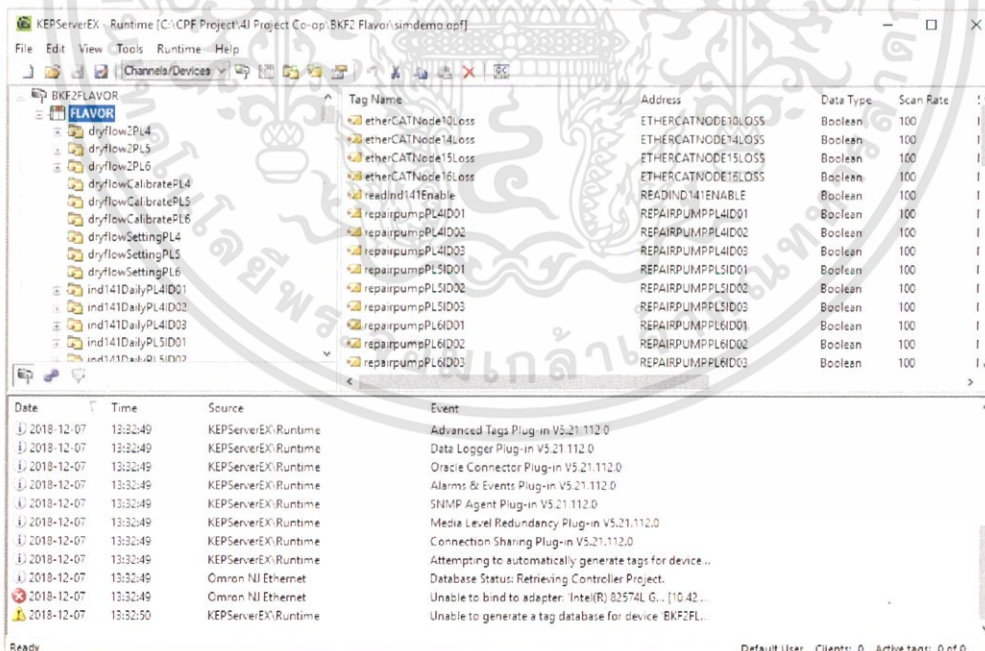 KEPServerEX - Runtime [C:\CPF Project\4J Project Co-op\BKF2 Flavor\simdemo.opf]
File Edit View Tools Runtime Help
Channels/Devices
BKF2FLAVOR
FLAVOR
dryflow2PL4
dryflow2PL5
dryflow2PL6
dryflowCalibratePL4
dryflowCalibratePL5
dryflowCalibratePL6
dryflowSettingPL4
dryflowSettingPL5
dryflowSettingPL6
ind141DailyPL4ID01
ind141DailyPL4ID02
ind141DailyPL4ID03
ind141DailyPL5ID01
ind141DailyPL5ID02
Tag Name Address Data Type Scan Rate
etherCATNode10Loss ETHERCATNODE10LOSS Boolean 100
etherCATNode14Loss ETHERCATNODE14LOSS Boolean 100
etherCATNode15Loss ETHERCATNODE15LOSS Boolean 100
etherCATNode16Loss ETHERCATNODE16LOSS Boolean 100
readInd141Enable READIND141ENABLE Boolean 100
repairpumpPL4ID01 REPAIRPUMPPL4ID01 Boolean 100
repairpumpPL4ID02 REPAIRPUMPPL4ID02 Boolean 100
repairpumpPL4ID03 REPAIRPUMPPL4ID03 Boolean 100
repairpumpPL5ID01 REPAIRPUMPPL5ID01 Boolean 100
repairpumpPL5ID02 REPAIRPUMPPL5ID02 Boolean 100
repairpumpPL5ID03 REPAIRPUMPPL5ID03 Boolean 100
repairpumpPL6ID01 REPAIRPUMPPL6ID01 Boolean 100
repairpumpPL6ID02 REPAIRPUMPPL6ID02 Boolean 100
repairpumpPL6ID03 REPAIRPUMPPL6ID03 Boolean 100
Date Time Source Event
2018-12-07 13:32:49 KEPServerEX\Runtime Advanced Tags Plug-in V5.21.112.0
2018-12-07 13:32:49 KEPServerEX\Runtime Data Logger Plug-in V5.21.112.0
2018-12-07 13:32:49 KEPServerEX\Runtime Oracle Connector Plug-in V5.21.112.0
2018-12-07 13:32:49 KEPServerEX\Runtime Alarms & Events Plug-in V5.21.112.0
2018-12-07 13:32:49 KEPServerEX\Runtime SNMP Agent Plug-in V5.21.112.0
2018-12-07 13:32:49 KEPServerEX\Runtime Media Level Redundancy Plug-in V5.21.112.0
2018-12-07 13:32:49 KEPServerEX\Runtime Connection Sharing Plug-in V5.21.112.0
2018-12-07 13:32:49 KEPServerEX\Runtime Attempting to automatically generate tags for device...
2018-12-07 13:32:49 Omron NJ Ethernet Database Status: Retrieving Controller Project.
2018-12-07 13:32:49 Omron NJ Ethernet Unable to bind to adapter: 'Intel(R) 82574L G... [10.42....
2018-12-07 13:32:50 KEPServerEX\Runtime Unable to generate a tag database for device 'BKF2FL...
Ready Default User Clients: 0 Active tags: 0 of 0